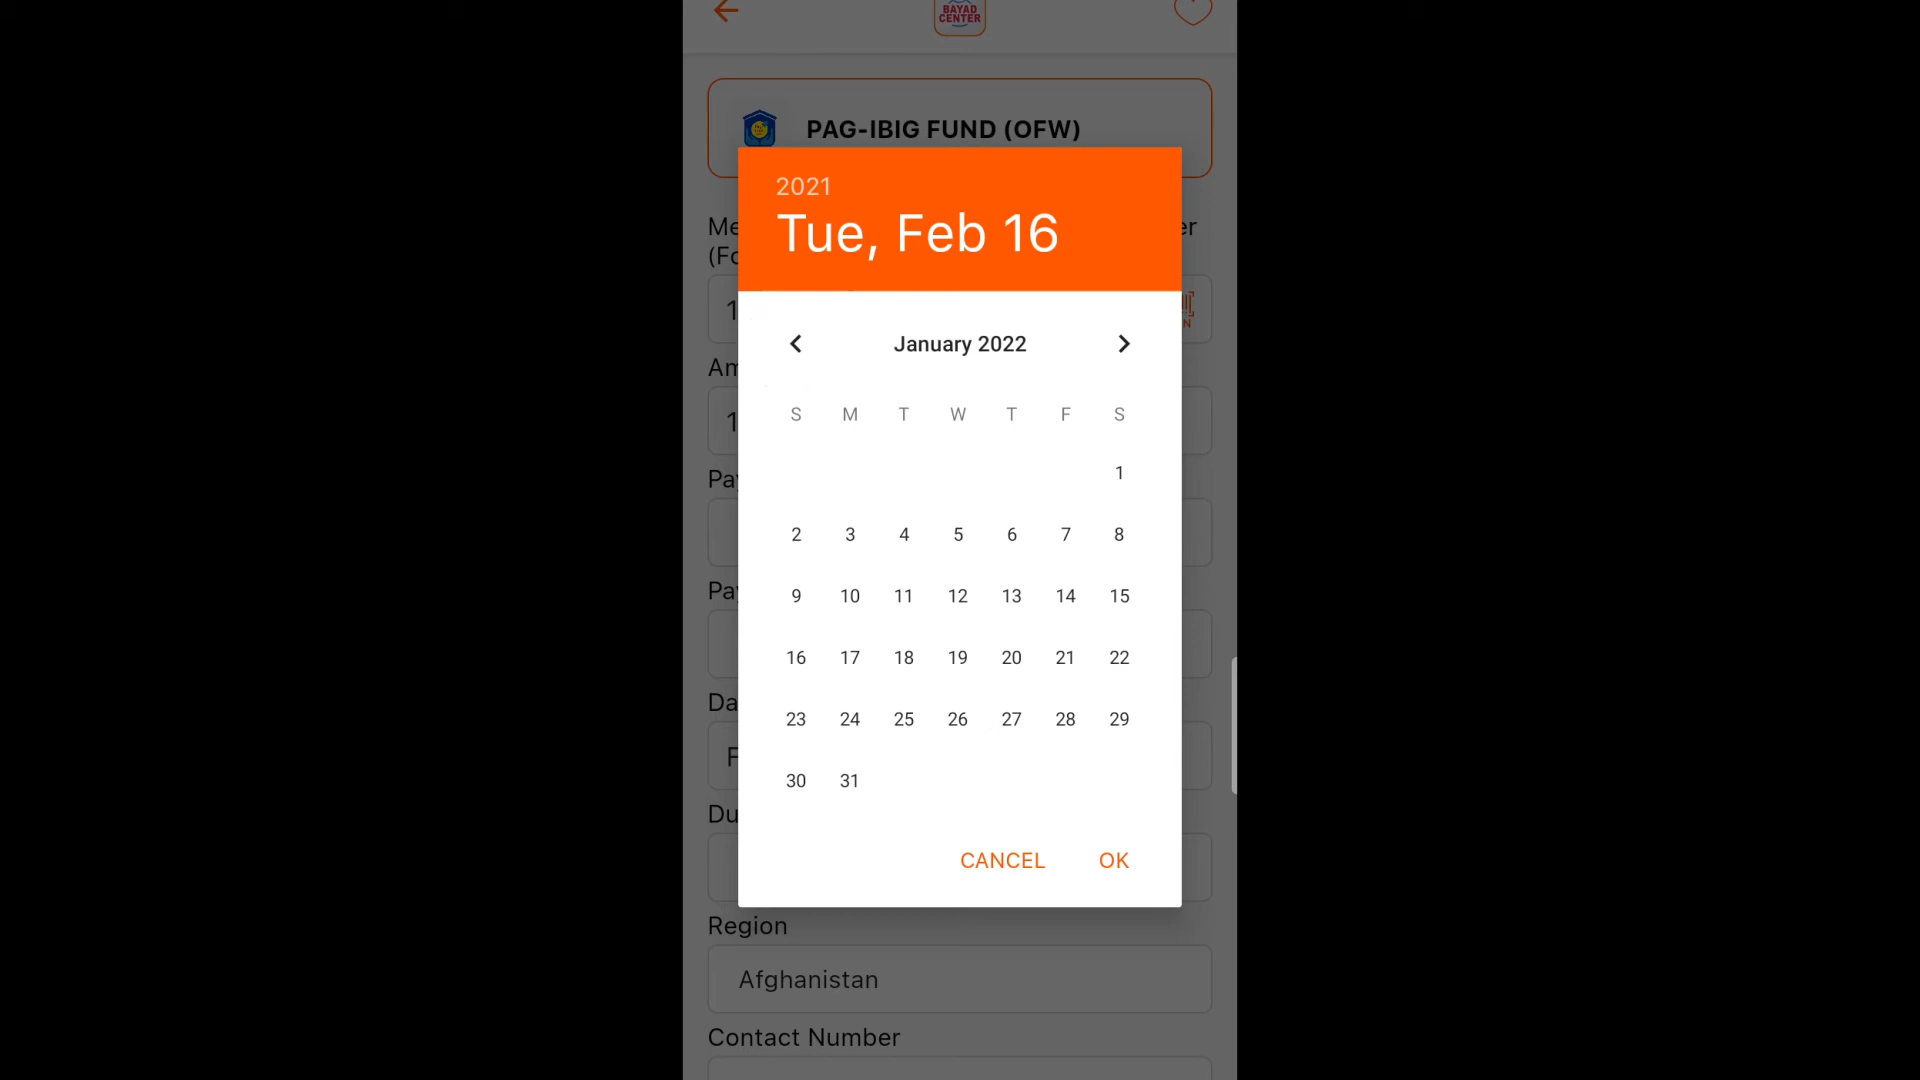 BAYAD
CENTER
PAG-IBIG FUND (OFW)
2021
Tue, Feb 16
January 2022
S M T W T F S
1
2 3 4 5 6 7 8
9 10 11 12 13 14 15
16 17 18 19 20 21 22
23 24 25 26 27 28 29
30 31
CANCEL OK
Region
Afghanistan
Contact Number